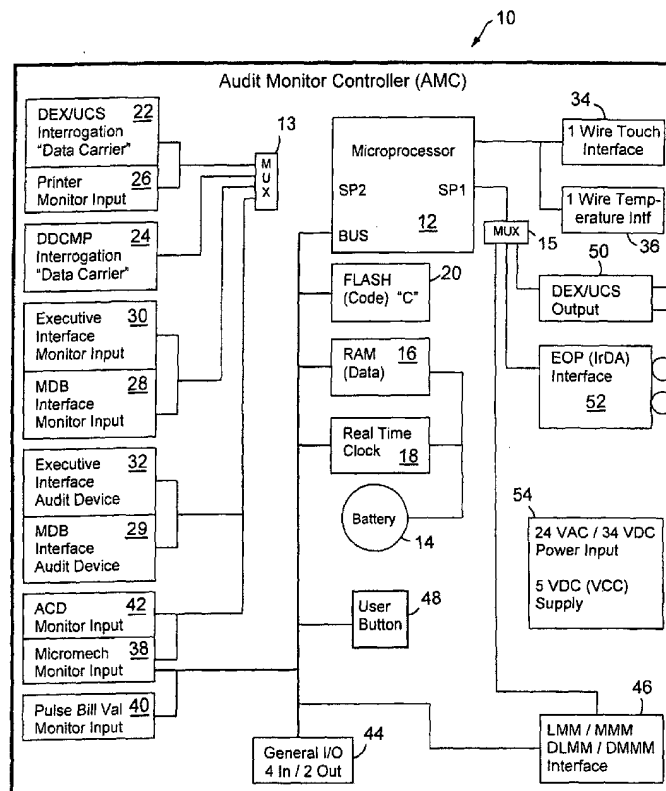 10
Audit Monitor Controller (AMC)
DEX/UCS 22
Interrogation
"Data Carrier"
Printer 26
Monitor Input
DDCMP 24
Interrogation
"Data Carrier"
Executive 30
Interface
Monitor Input
MDB 28
Interface
Monitor Input
Executive 32
Interface
Audit Device
MDB 29
Interface
Audit Device
ACD 42
Monitor Input
Micromech 38
Monitor Input
Pulse Bill Val 40
Monitor Input
13
MUX
Microprocessor
SP2 SP1
BUS 12
FLASH 20
(Code) "C"
RAM 16
(Data)
Real Time
Clock 18
Battery
14
User 48
Button
General I/O 44
4 In / 2 Out
34
1 Wire Touch
Interface
1 Wire Temp-
erature Intf
36
MUX 15
50
DEX/UCS
Output
EOP (IrDA)
Interface
52
54
24 VAC / 34 VDC
Power Input
5 VDC (VCC)
Supply
46
LMM / MMM
DLMM / DMMM
Interface